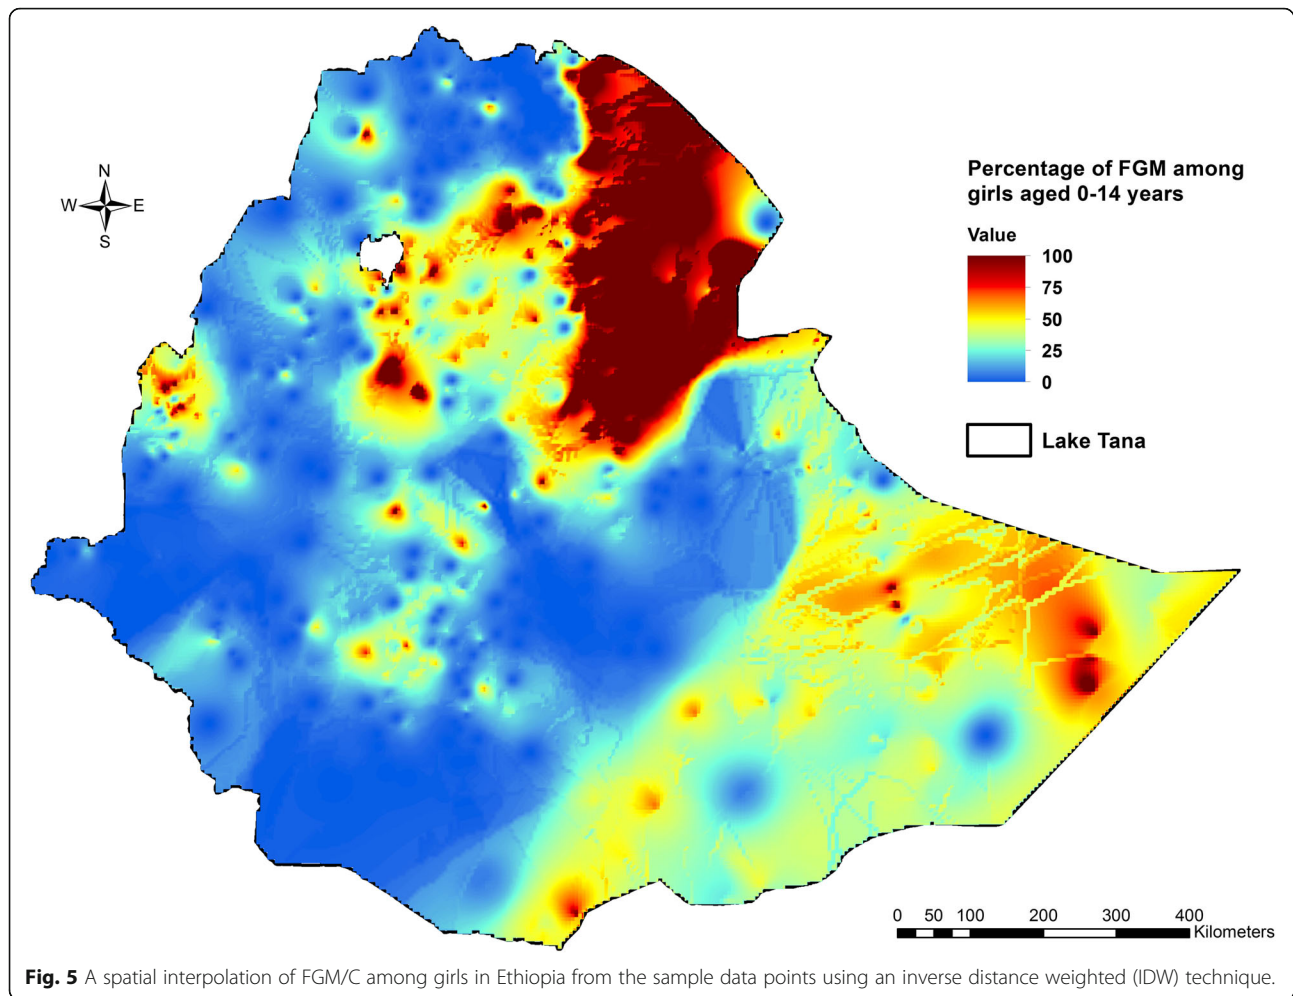 N
W E
S
Percentage of FGM among
girls aged 0-14 years
Value
100
75
50
25
0
Lake Tana
0 50 100 200 300 400
Kilometers
Fig. 5 A spatial interpolation of FGM/C among girls in Ethiopia from the sample data points using an inverse distance weighted (IDW) technique.